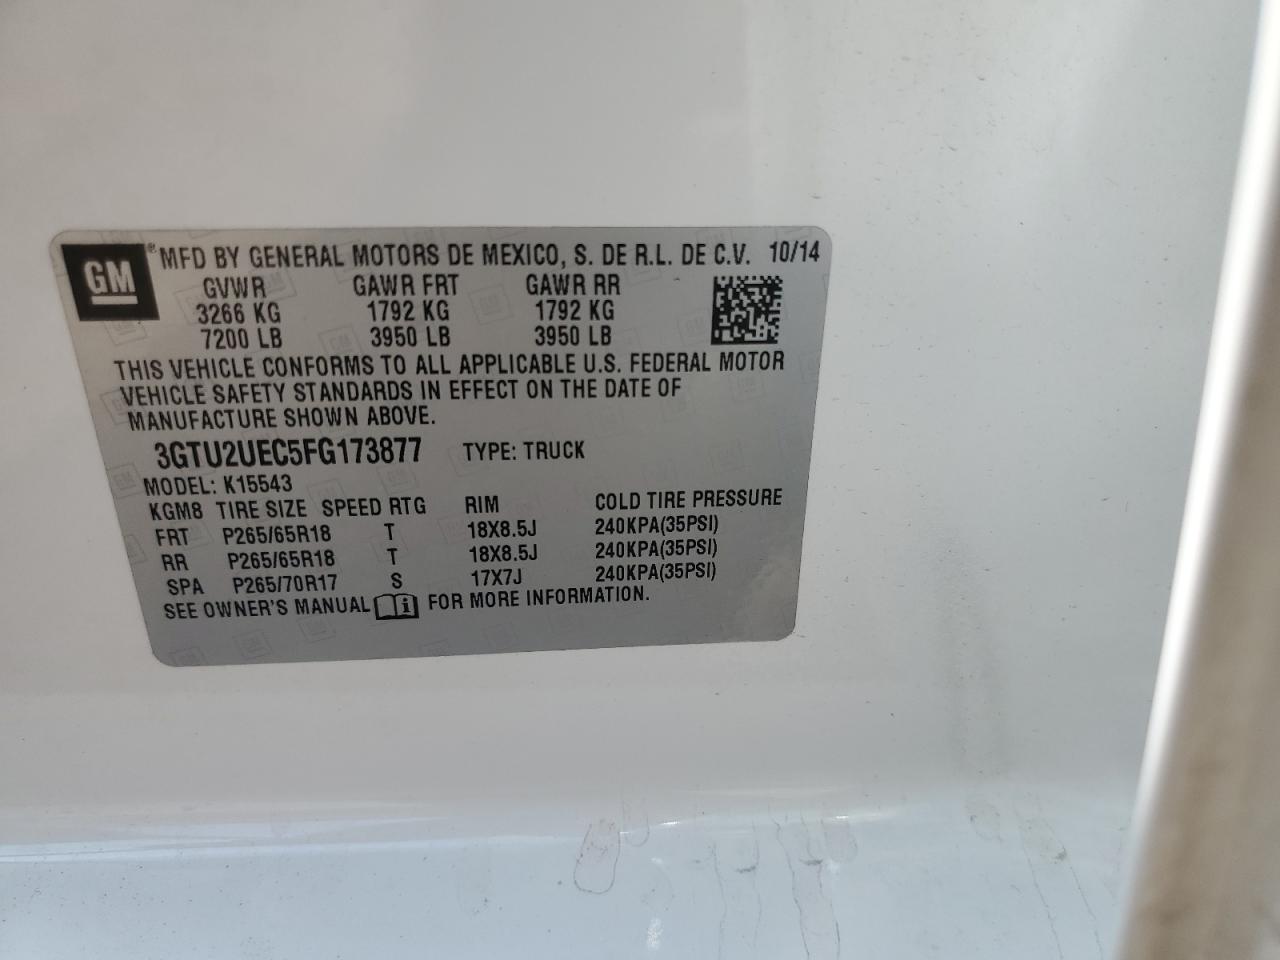 GM ® MFD BY GENERAL MOTORS DE MEXICO, S. DE R.L. DE C.V. 10/14
GVWR GAWR FRT GAWR RR
3266 KG 1792 KG 1792 KG
7200 LB 3950 LB 3950 LB
THIS VEHICLE CONFORMS TO ALL APPLICABLE U.S. FEDERAL MOTOR
VEHICLE SAFETY STANDARDS IN EFFECT ON THE DATE OF
MANUFACTURE SHOWN ABOVE.
3GTU2UEC5FG173877 TYPE: TRUCK
MODEL: K15543
KGM8 TIRE SIZE SPEED RTG RIM COLD TIRE PRESSURE
FRT P265/65R18 T 18X8.5J 240KPA(35PSI)
RR P265/65R18 T 18X8.5J 240KPA(35PSI)
SPA P265/70R17 S 17X7J 240KPA(35PSI)
SEE OWNER'S MANUAL i FOR MORE INFORMATION.